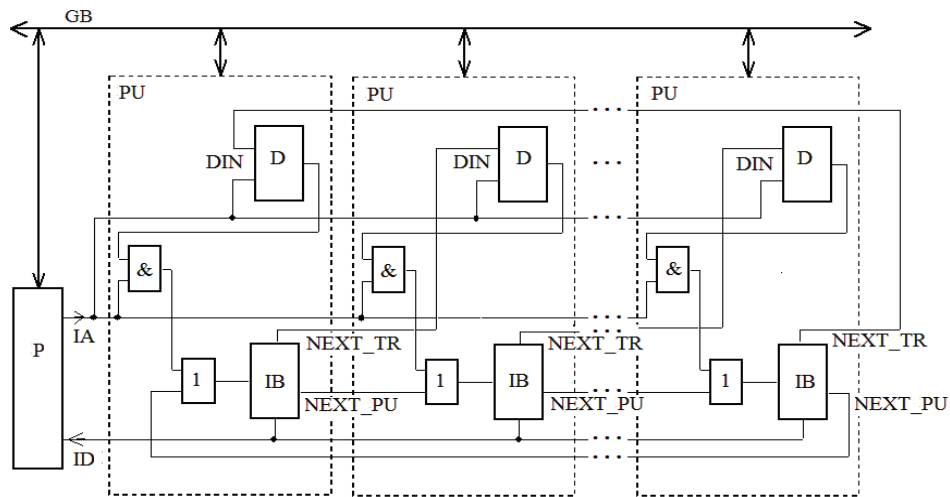 GB
PU PU PU
D D D
DIN DIN DIN
& & &
IA
P
NEXT_TR NEXT_TR NEXT_TR
1 IB 1 IB 1 IB
NEXT_PU NEXT_PU NEXT_PU
ID